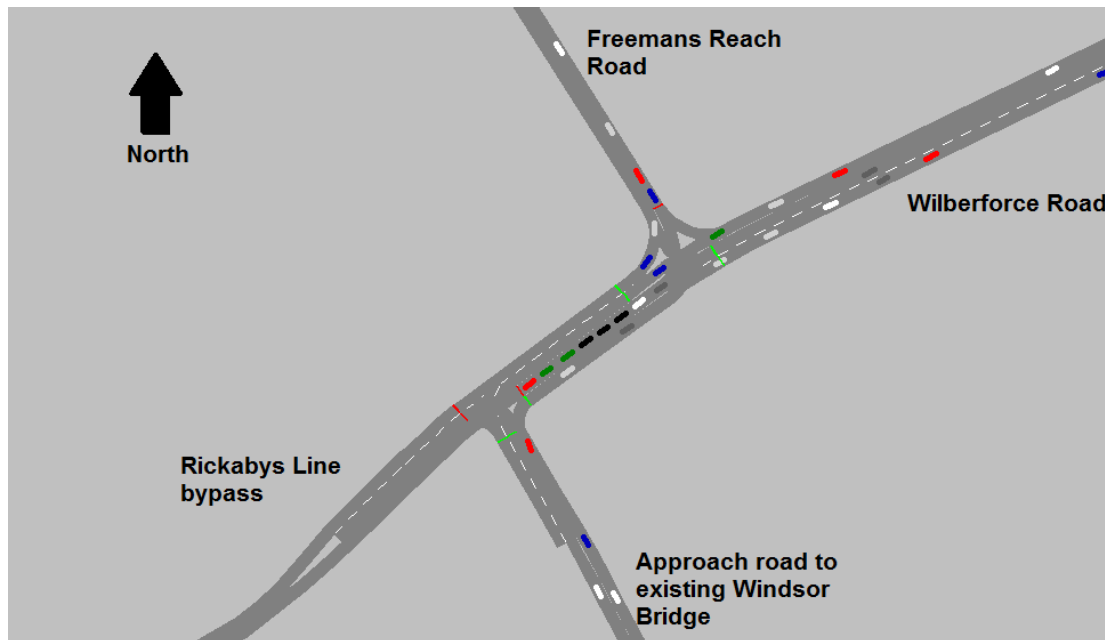 Freemans Reach
Road
North
Wilberforce Road
Rickabys Line
bypass
Approach road to
existing Windsor
Bridge